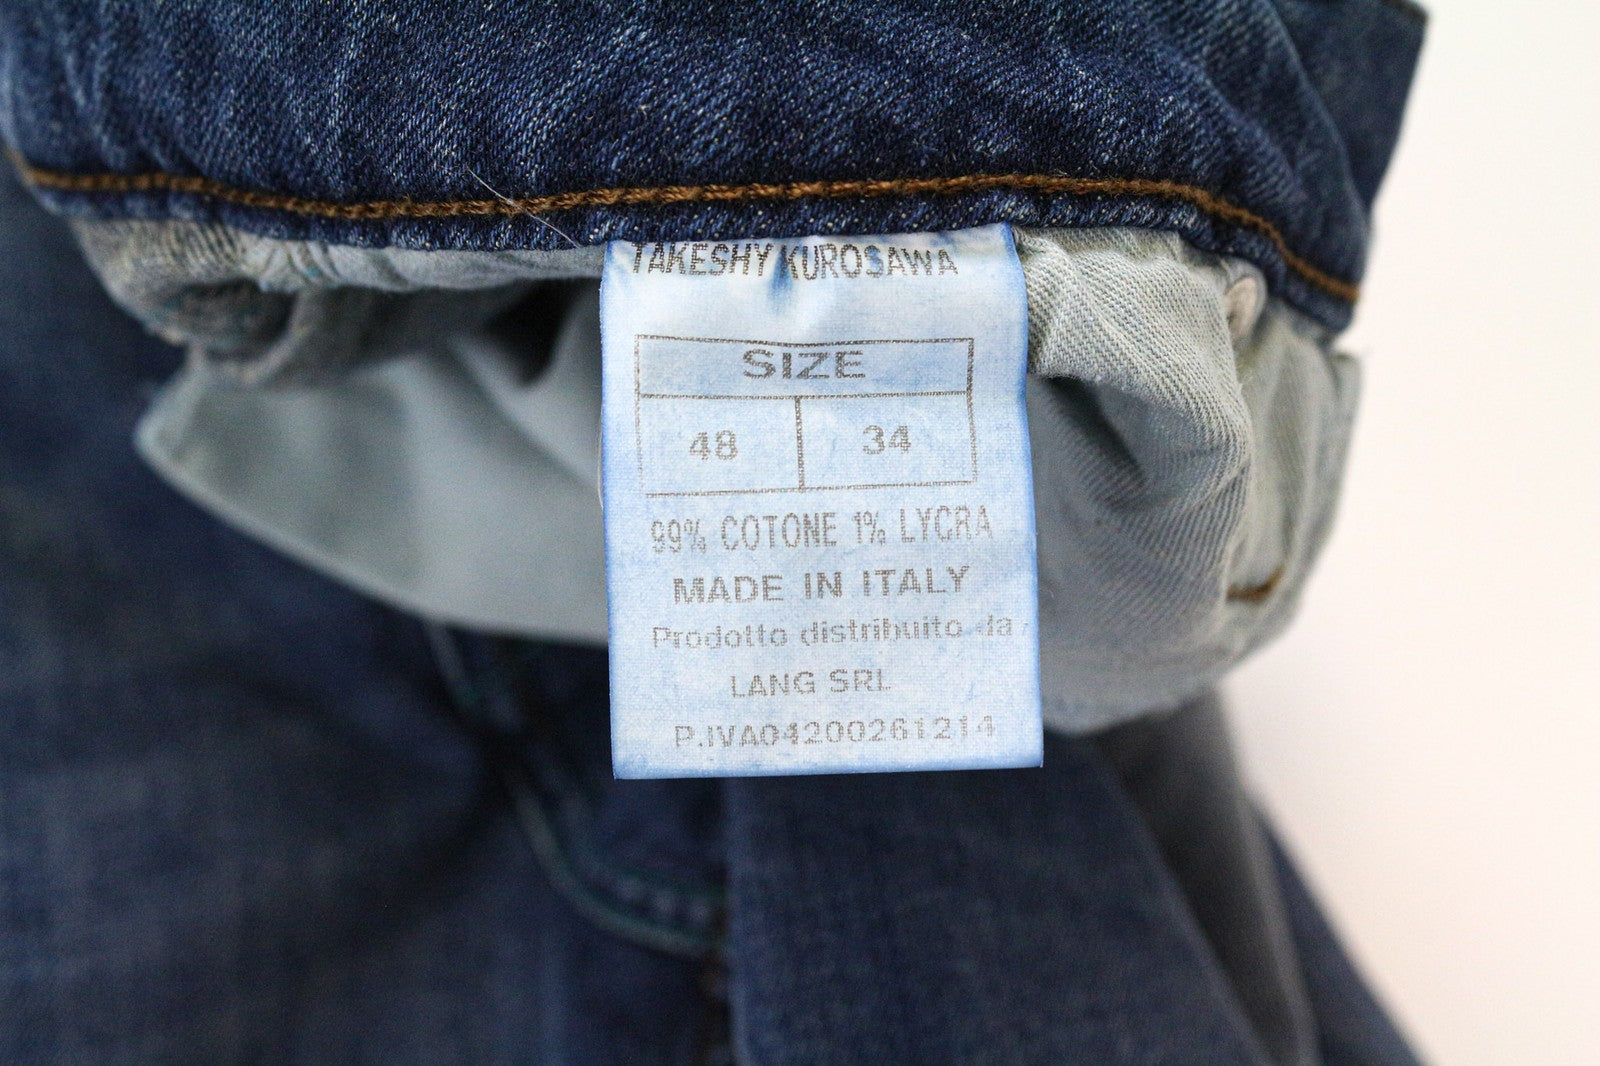 TAKESHY KUROSAWA
SIZE
48 34
99% COTONE 1% LYCRA
MADE IN ITALY
Prodotto distribuito da
LANG SRL
P.IVA04200261214